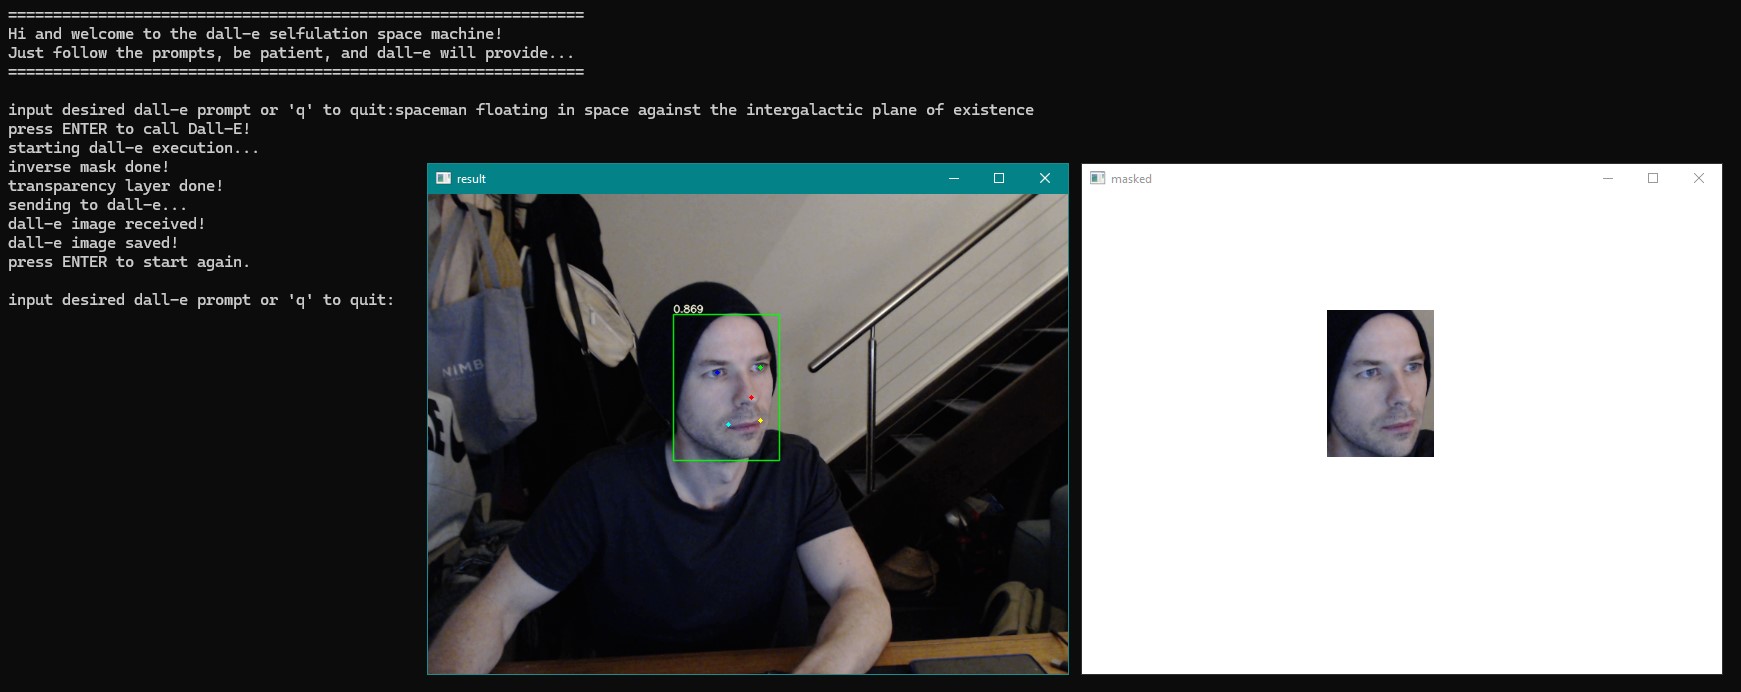 ================================================================
Hi and welcome to the dall-e selfulation space machine!
Just follow the prompts, be patient, and dall-e will provide...
================================================================
input desired dall-e prompt or 'q' to quit:spaceman floating in space against the intergalactic plane of existence
press ENTER to call Dall-E!
starting dall-e execution...
inverse mask done!
transparency layer done!
sending to dall-e...
dall-e image received!
dall-e image saved!
press ENTER to start again.
input desired dall-e prompt or 'q' to quit:
result
masked
0.869
NIMB